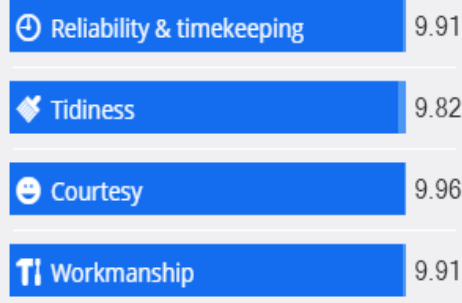 Reliability & timekeeping 9.91
Tidiness 9.82
Courtesy 9.96
Workmanship 9.91